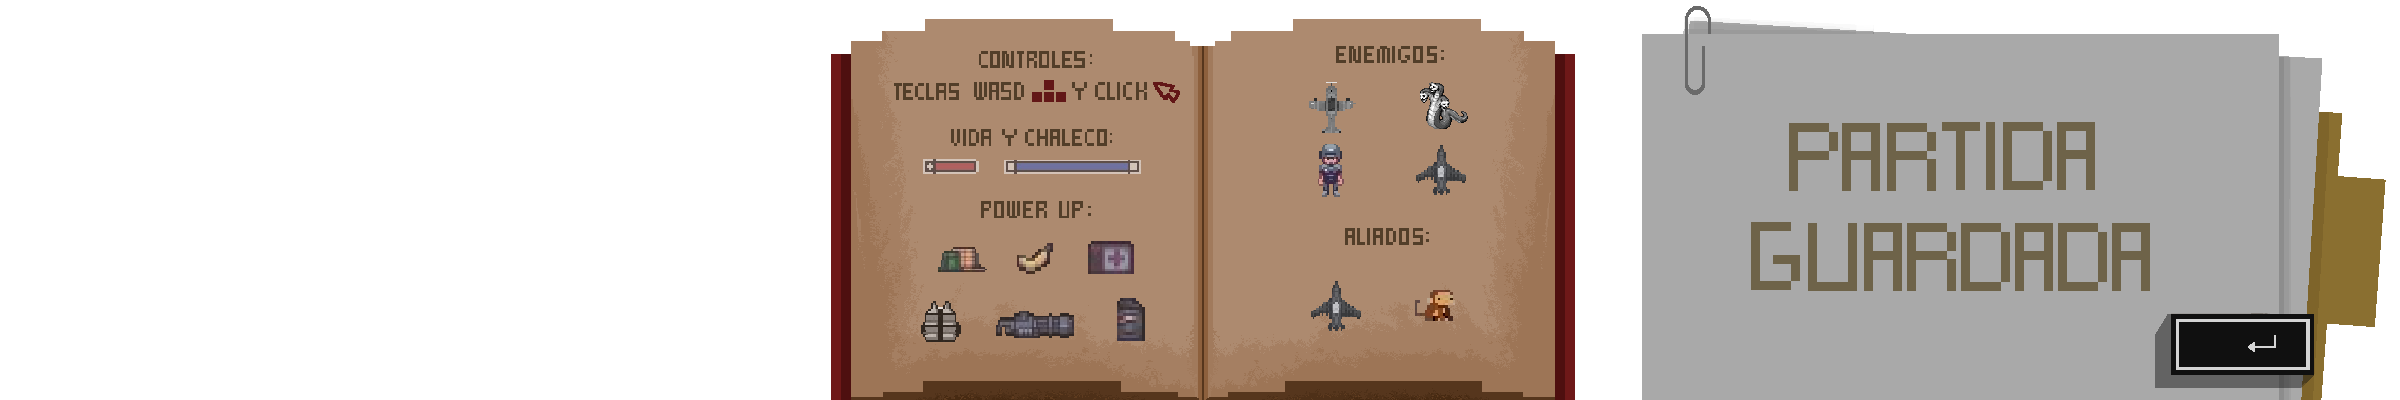 CONTROLES:
TECLAS WASD Y CLICK
VIDA Y CHALECO:
POWER UP:
ENEMIGOS:
ALIADOS:
PARTIDA
GUARDADA